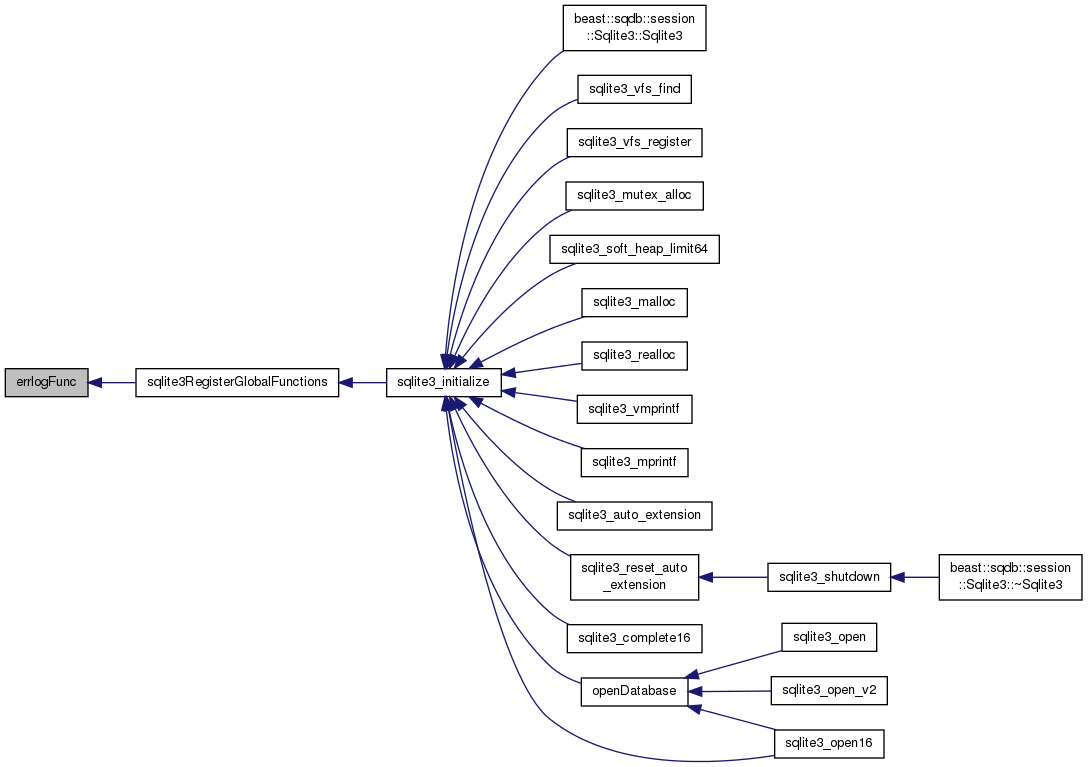 beast::sqdb::session
::Sqlite3::Sqlite3
sqlite3_vfs_find
sqlite3_vfs_register
sqlite3_mutex_alloc
sqlite3_soft_heap_limit64
sqlite3_malloc
sqlite3_realloc
errlogFunc
sqlite3RegisterGlobalFunctions
sqlite3_initialize
sqlite3_vmprintf
sqlite3_mprintf
sqlite3_auto_extension
sqlite3_reset_auto
_extension
sqlite3_shutdown
beast::sqdb::session
::Sqlite3::~Sqlite3
sqlite3_complete16
sqlite3_open
openDatabase
sqlite3_open_v2
sqlite3_open16